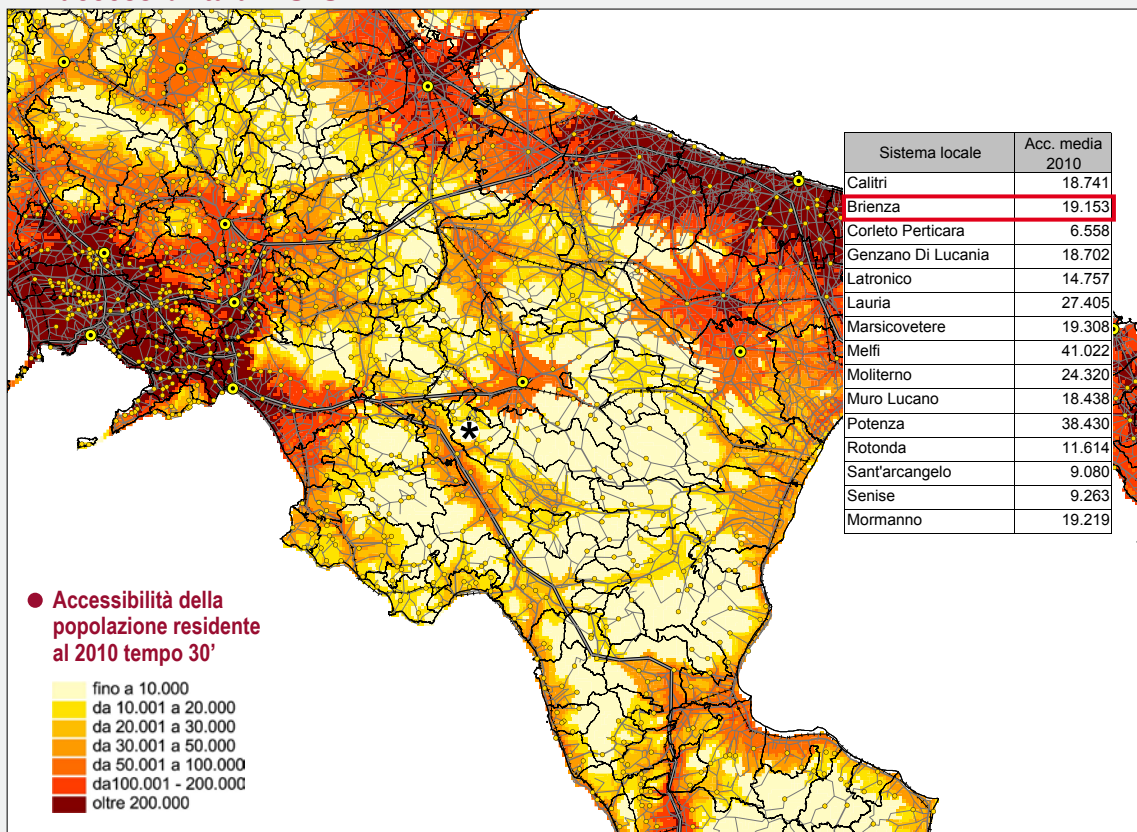 Sistema locale Acc. media 2010
Calitri 18.741
Brienza 19.153
Corleto Perticara 6.558
Genzano Di Lucania 18.702
Latronico 14.757
Lauria 27.405
Marsicovetere 19.308
Melfi 41.022
Moliterno 24.320
Muro Lucano 18.438
Potenza 38.430
Rotonda 11.614
Sant'arcangelo 9.080
Senise 9.263
Mormanno 19.219
*
● Accessibilità della
popolazione residente
al 2010 tempo 30’
fino a 10.000
da 10.001 a 20.000
da 20.001 a 30.000
da 30.001 a 50.000
da 50.001 a 100.000
da100.001 - 200.000
oltre 200.000